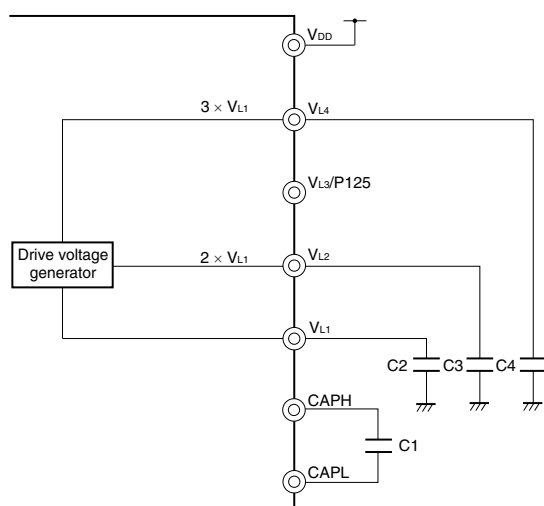 VDD
3 × VL1
VL4
VL3/P125
Drive voltage
generator
2 × VL1
VL2
VL1
C2
C3
C4
CAPH
C1
CAPL